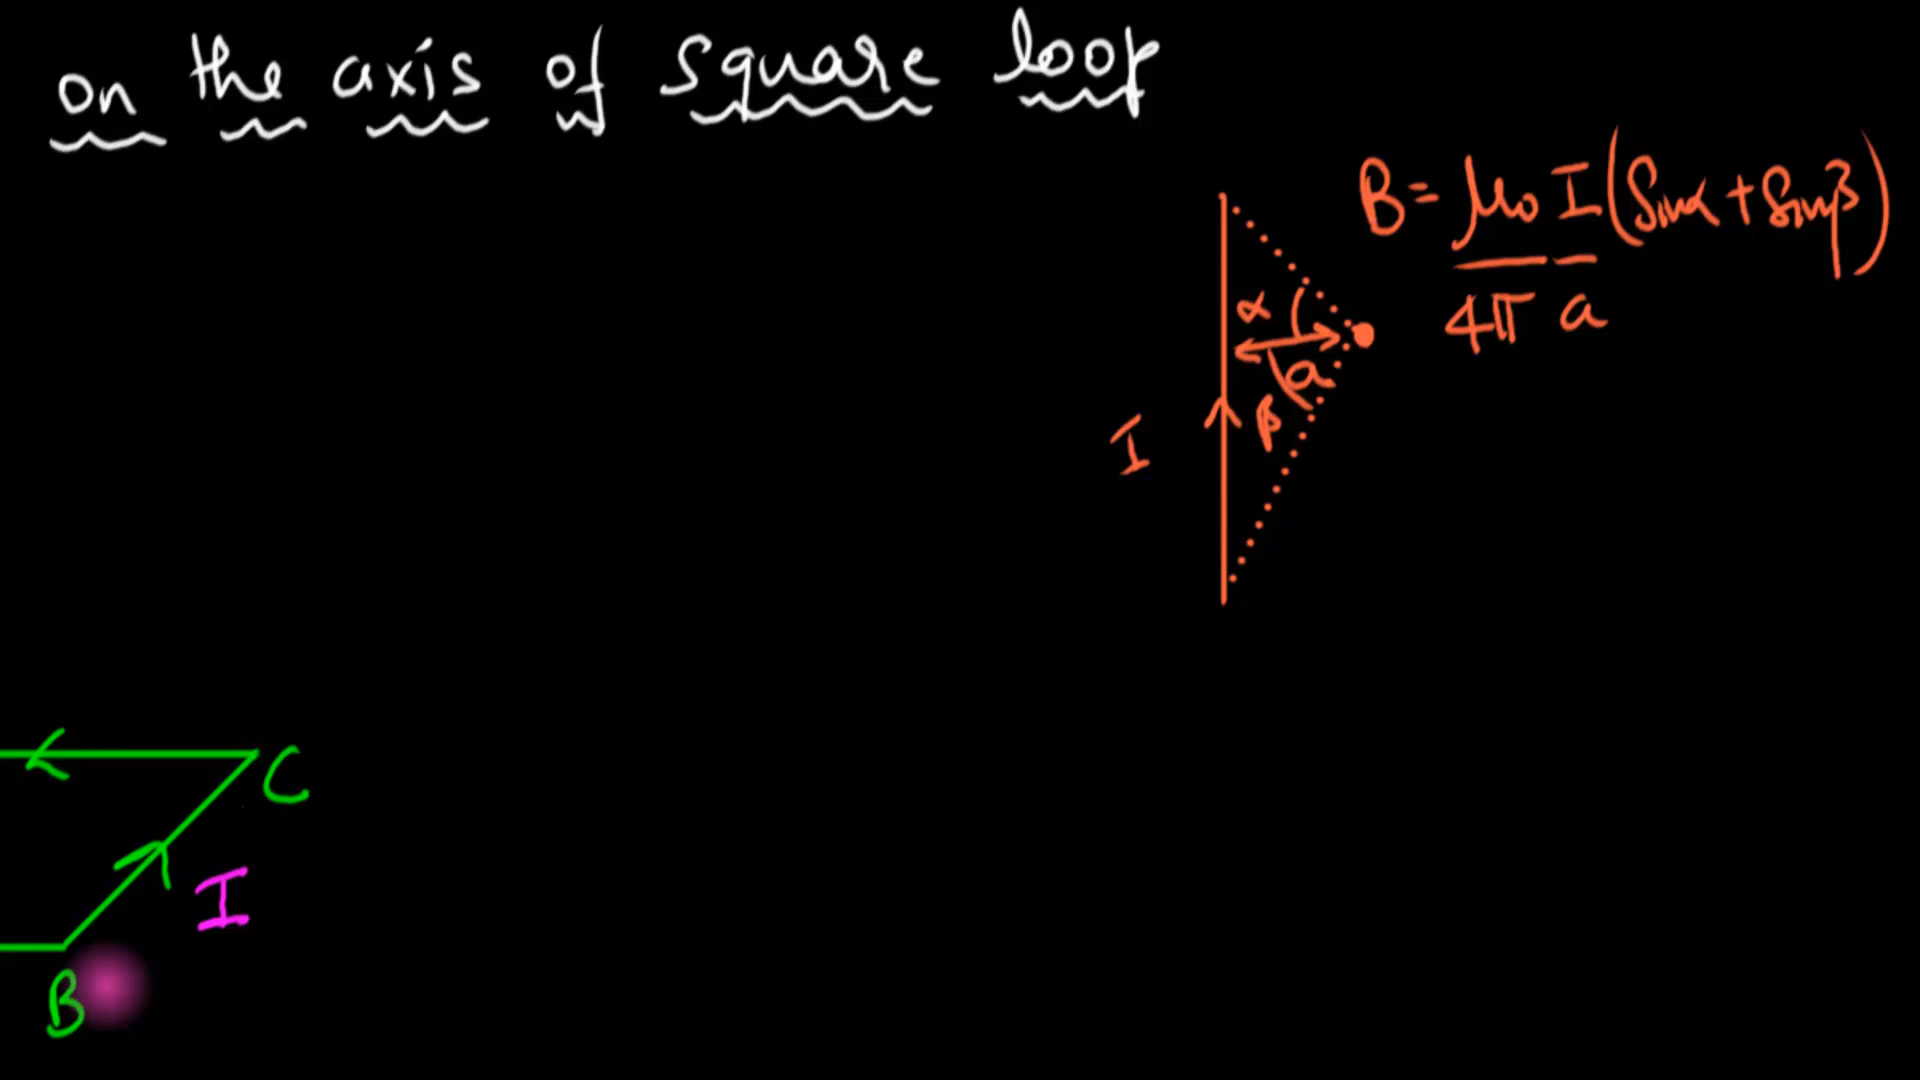 on the axis of square loop
B = μ₀ I (Sinα + Sinβ)
4π a
α
a
β
I
C
I
B